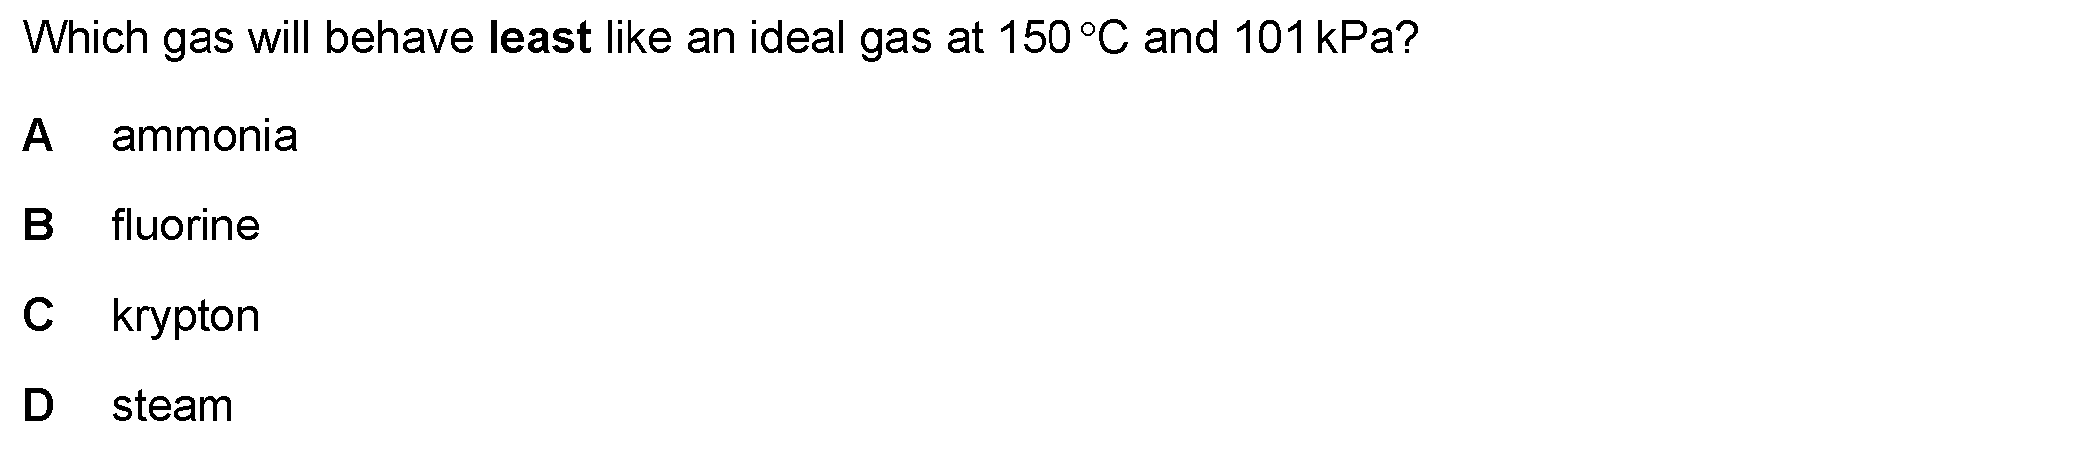 Which gas will behave least like an ideal gas at 150 °C and 101 kPa?
A ammonia
B fluorine
C krypton
D steam